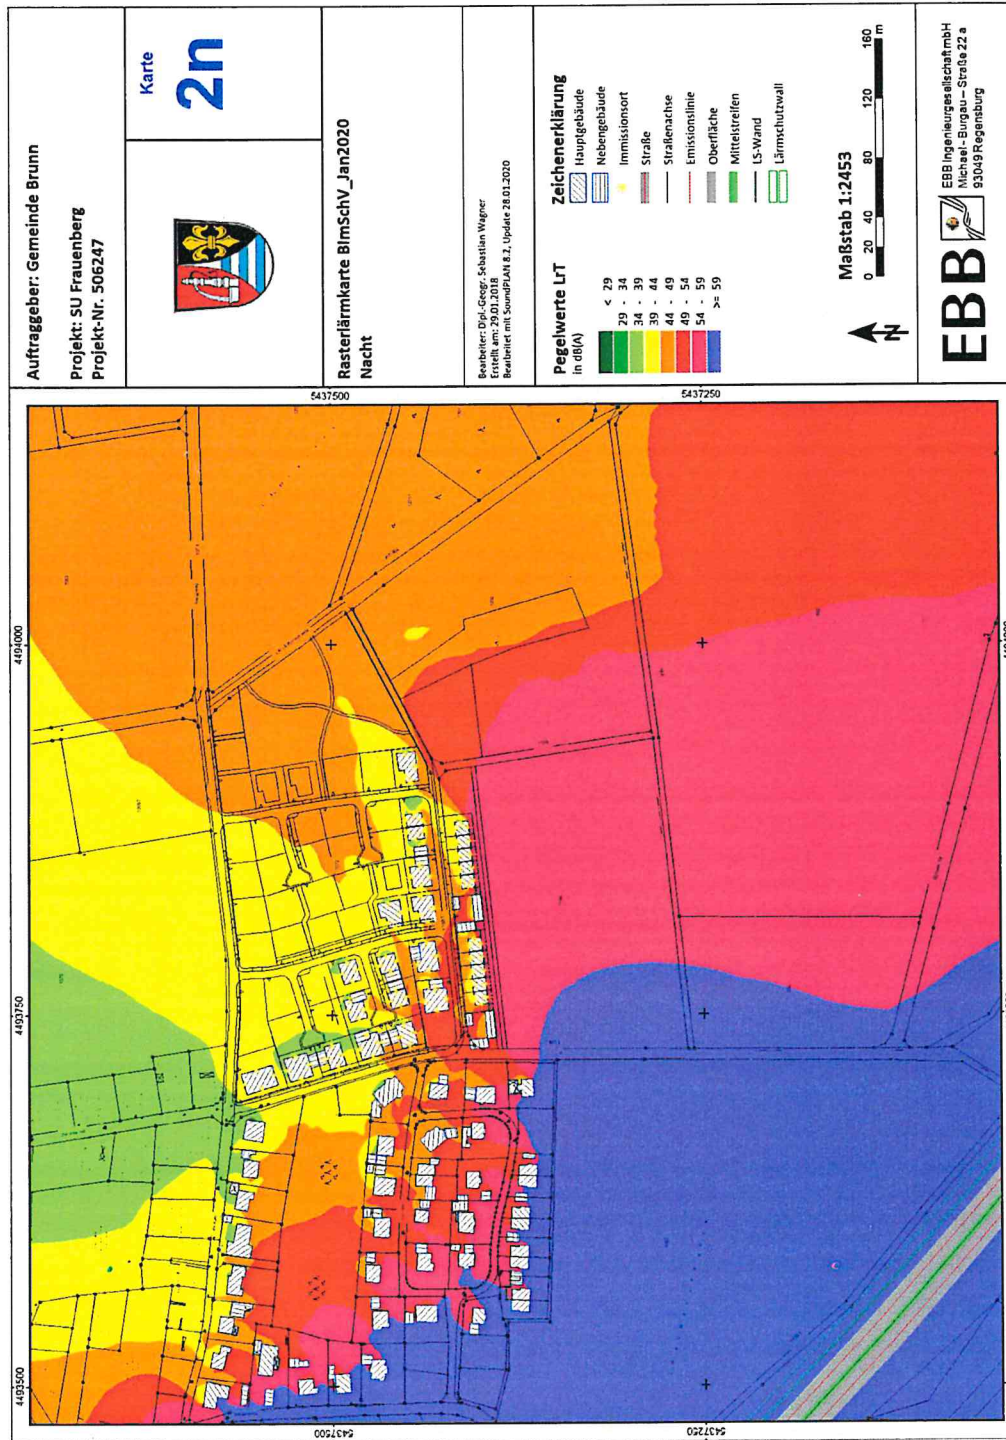 Auftraggeber: Gemeinde Brunn
Projekt: SU Frauenberg
Projekt-Nr. 506247
Karte
2n
Rasterlärmkarte BImSchV_Jan2020
Nacht
Bearbeiter: Dipl.-Geogr. Sebastian Wagner
Erstellt am: 29.01.2018
Bearbeitet mit SoundPLAN 8.2, Update 28.01.2020
Pegelwerte LrT
in dB(A)
< 29
29 - 34
34 - 39
39 - 44
44 - 49
49 - 54
54 - 59
>= 59
Zeichenerklärung
Hauptgebäude
Nebengebäude
Immissionsort
Straße
Straßenachse
Emissionslinie
Oberfläche
Mittelstreifen
LS-Wand
Lärmschutzwall
N
Maßstab 1:2453
0 20 40 80 120 160
m
EBB
EBB Ingenieurgesellschaft mbH
Michael - Burgau - Straße 22 a
93049 Regensburg
4493500
4493750
4494000
5437500
5437250
5437500
5437250